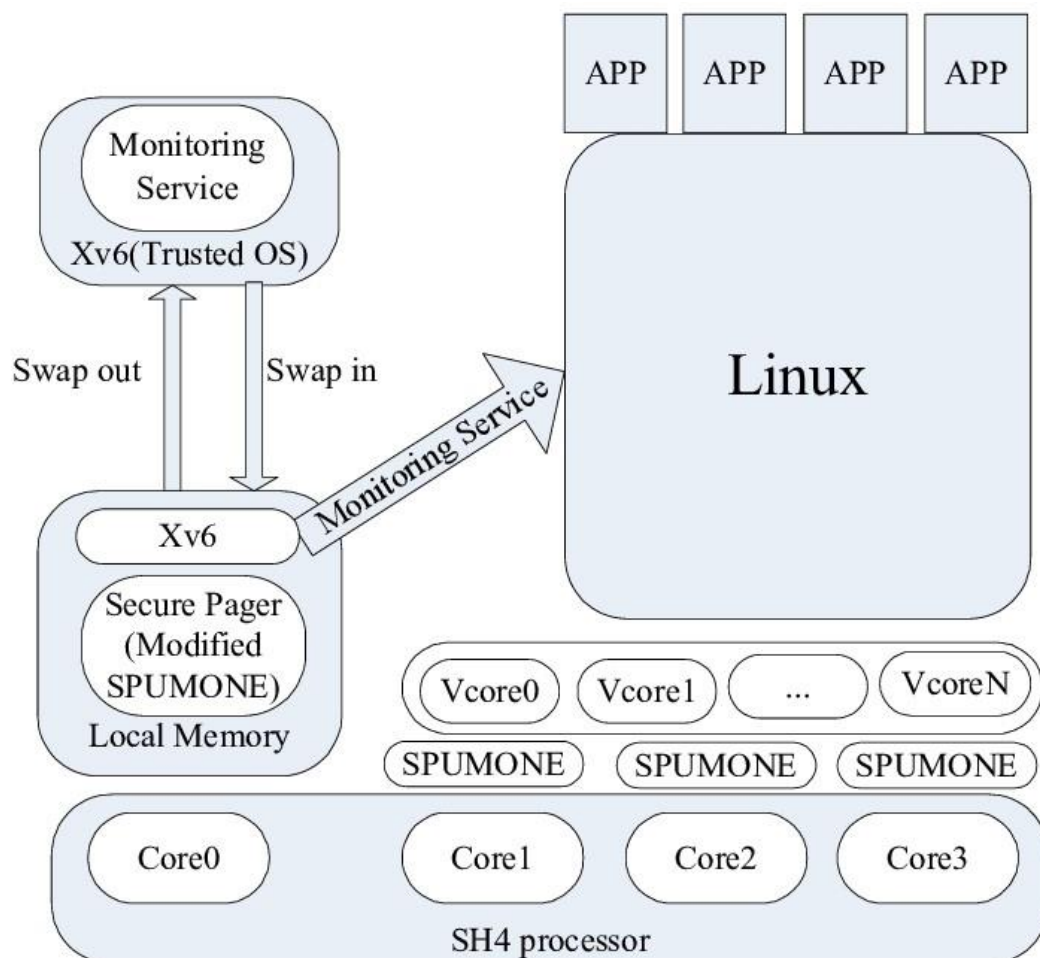 APP APP APP APP
Monitoring
Service
Xv6(Trusted OS)
Swap out
Swap in
Linux
Monitoring Service
Xv6
Secure Pager
(Modified
SPUMONE)
Local Memory
Vcore0 Vcore1 ... VcoreN
SPUMONE SPUMONE SPUMONE
Core0 Core1 Core2 Core3
SH4 processor